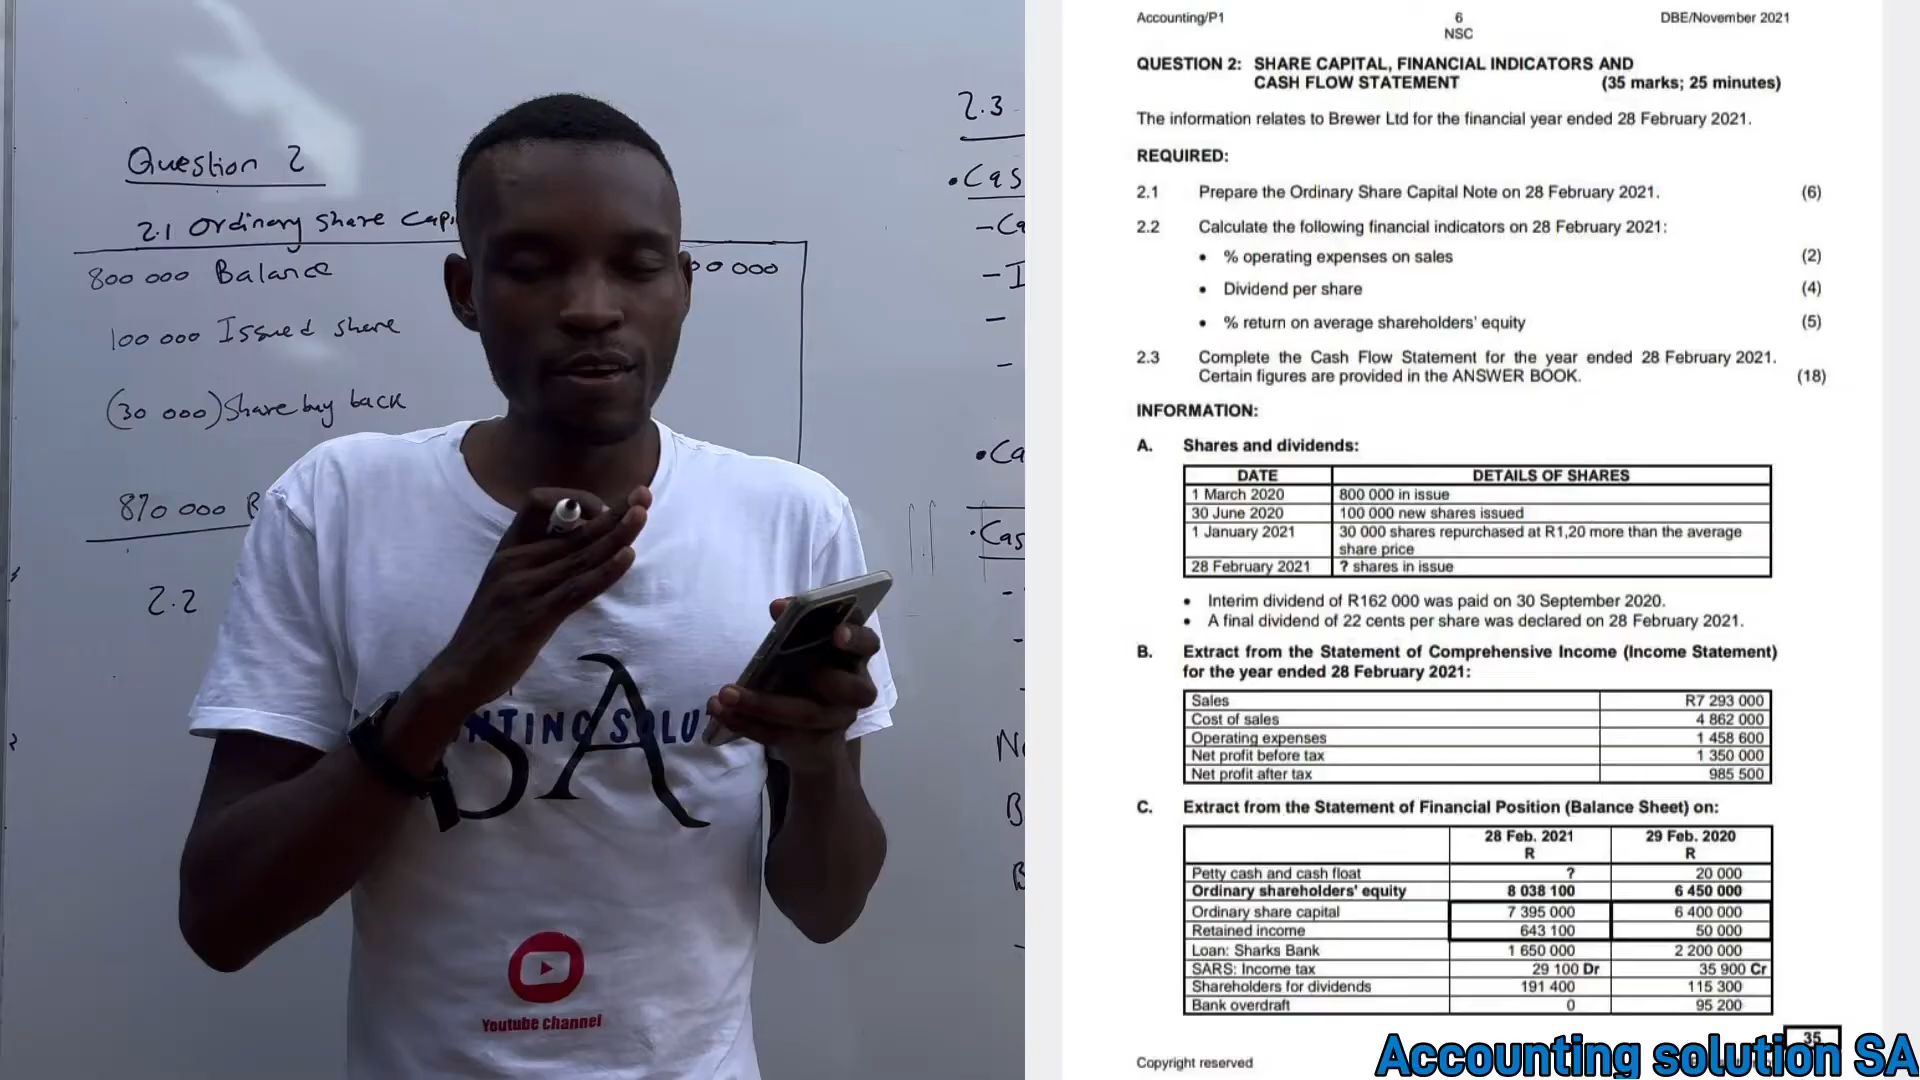 Question 2
2.1 Ordinary share Cap
800 000 Balance
00 000
100 000 Issued share
(30 000) Share buy back
870 000 B
2.2
2.3
•Cas
-Ca
- I
-
-
•Ca
•Cas
-
-
N
B
B
NTING SOLU
SA
Youtube channel
Accounting/P1 6 DBE/November 2021
NSC
QUESTION 2: SHARE CAPITAL, FINANCIAL INDICATORS AND
CASH FLOW STATEMENT (35 marks; 25 minutes)
The information relates to Brewer Ltd for the financial year ended 28 February 2021.
REQUIRED:
2.1 Prepare the Ordinary Share Capital Note on 28 February 2021. (6)
2.2 Calculate the following financial indicators on 28 February 2021:
• % operating expenses on sales (2)
• Dividend per share (4)
• % return on average shareholders' equity (5)
2.3 Complete the Cash Flow Statement for the year ended 28 February 2021.
Certain figures are provided in the ANSWER BOOK. (18)
INFORMATION:
A. Shares and dividends:
DATE DETAILS OF SHARES
1 March 2020 800 000 in issue
30 June 2020 100 000 new shares issued
1 January 2021 30 000 shares repurchased at R1,20 more than the average
share price
28 February 2021 ? shares in issue
• Interim dividend of R162 000 was paid on 30 September 2020.
• A final dividend of 22 cents per share was declared on 28 February 2021.
B. Extract from the Statement of Comprehensive Income (Income Statement)
for the year ended 28 February 2021:
Sales R7 293 000
Cost of sales 4 862 000
Operating expenses 1 458 600
Net profit before tax 1 350 000
Net profit after tax 985 500
C. Extract from the Statement of Financial Position (Balance Sheet) on:
28 Feb. 2021 29 Feb. 2020
R R
Petty cash and cash float ? 20 000
Ordinary shareholders' equity 8 038 100 6 450 000
Ordinary share capital 7 395 000 6 400 000
Retained income 643 100 50 000
Loan: Sharks Bank 1 650 000 2 200 000
SARS: Income tax 29 100 Dr 35 900 Cr
Shareholders for dividends 191 400 115 300
Bank overdraft 0 95 200
35
Copyright reserved
Accounting solution SA